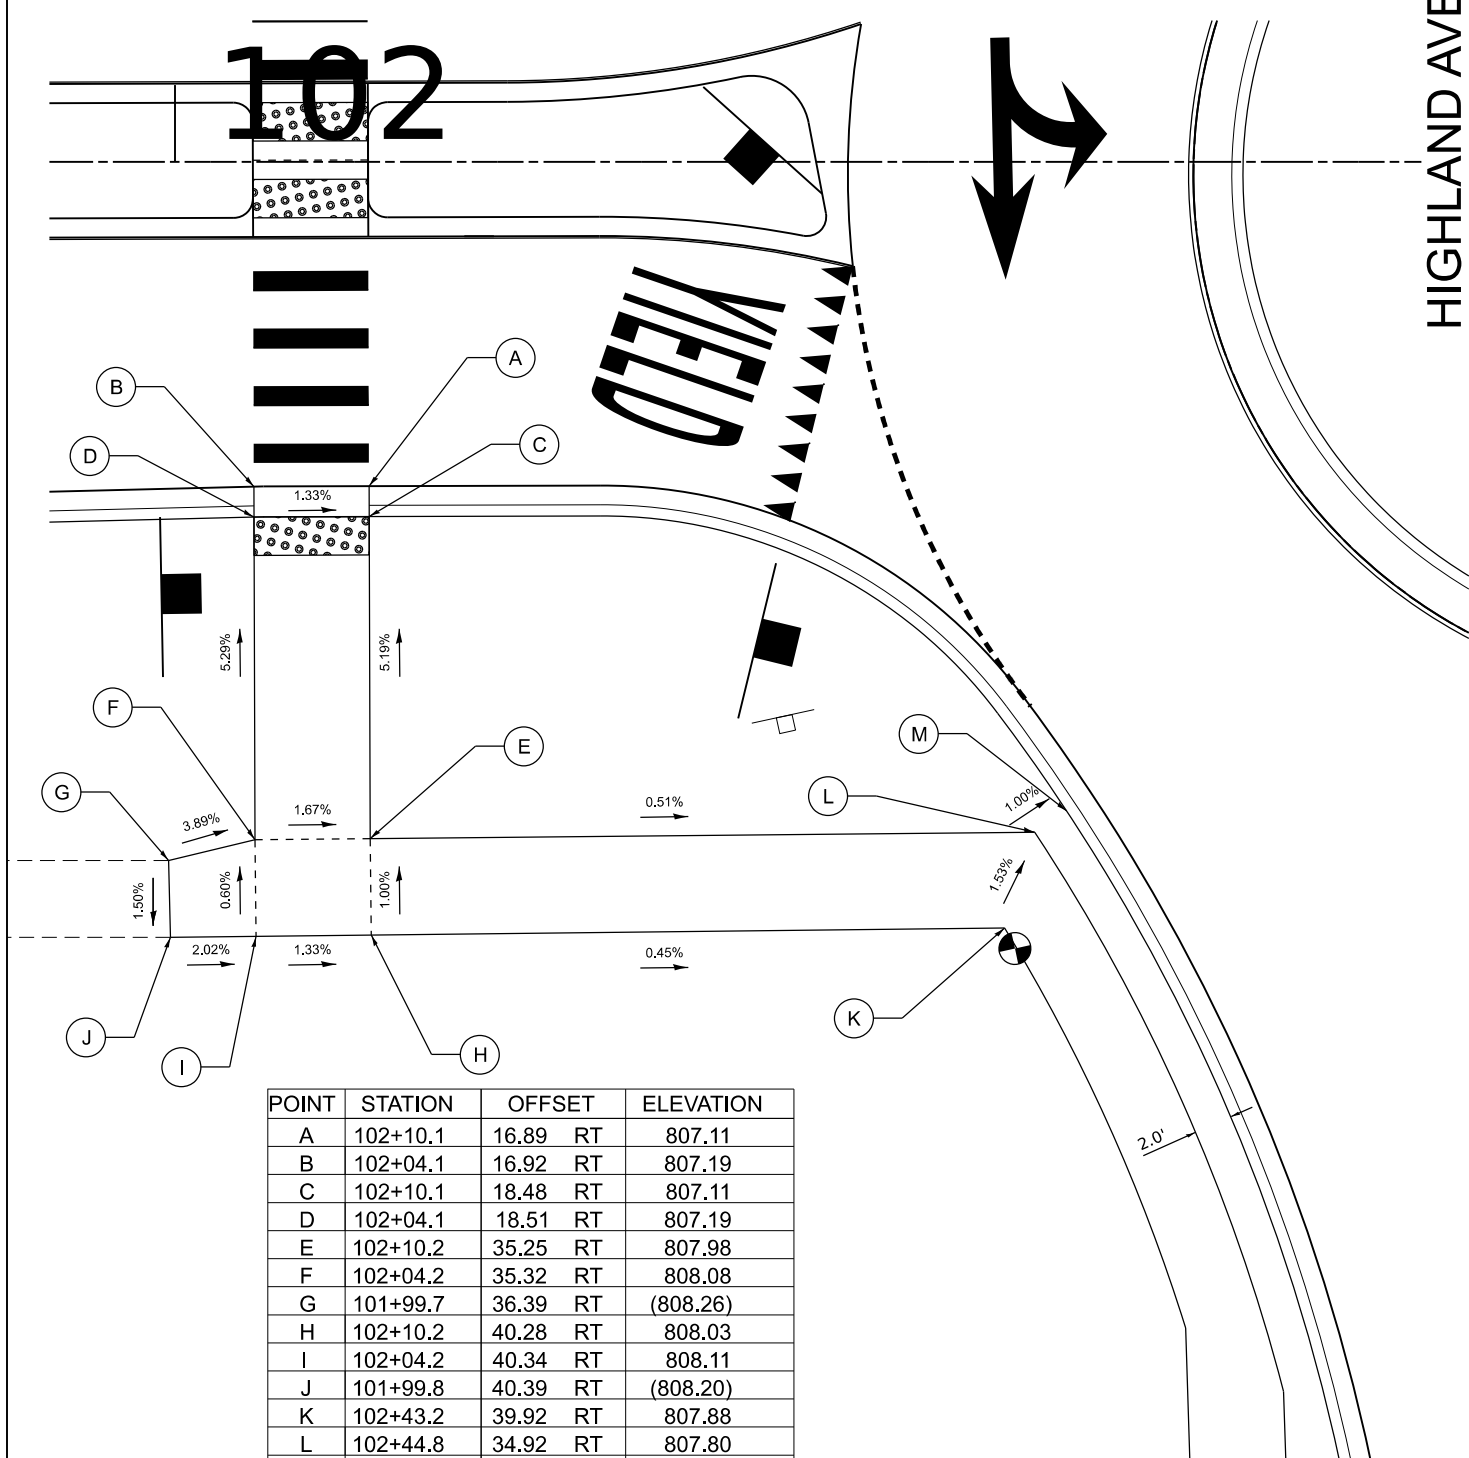 102
HIGHLAND AVE
YIELD
A
B
C
D
1.33%
5.29%
5.19%
F
E
M
G
L
3.89%
1.67%
0.51%
1.00%
1.50%
0.60%
1.00%
1.53%
2.02%
1.33%
0.45%
K
J
I
H
2.0'
POINT STATION OFFSET ELEVATION
A 102+10.1 16.89 RT 807.11
B 102+04.1 16.92 RT 807.19
C 102+10.1 18.48 RT 807.11
D 102+04.1 18.51 RT 807.19
E 102+10.2 35.25 RT 807.98
F 102+04.2 35.32 RT 808.08
G 101+99.7 36.39 RT (808.26)
H 102+10.2 40.28 RT 808.03
I 102+04.2 40.34 RT 808.11
J 101+99.8 40.39 RT (808.20)
K 102+43.2 39.92 RT 807.88
L 102+44.8 34.92 RT 807.80